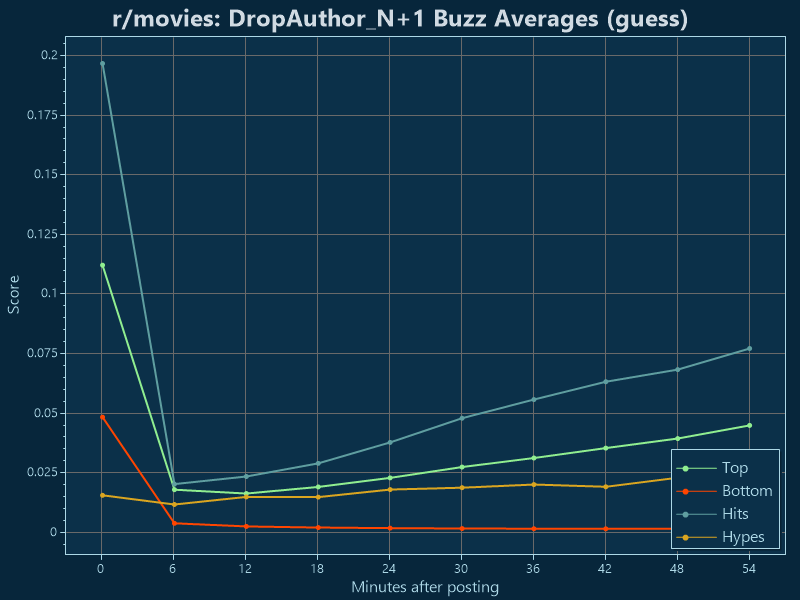 r/movies: DropAuthor_N+1 Buzz Averages (guess)
0.2
0.175
0.15
0.125
0.1
0.075
0.05
0.025
0
Score
Top
Bottom
Hits
Hypes
0 6 12 18 24 30 36 42 48 54
Minutes after posting